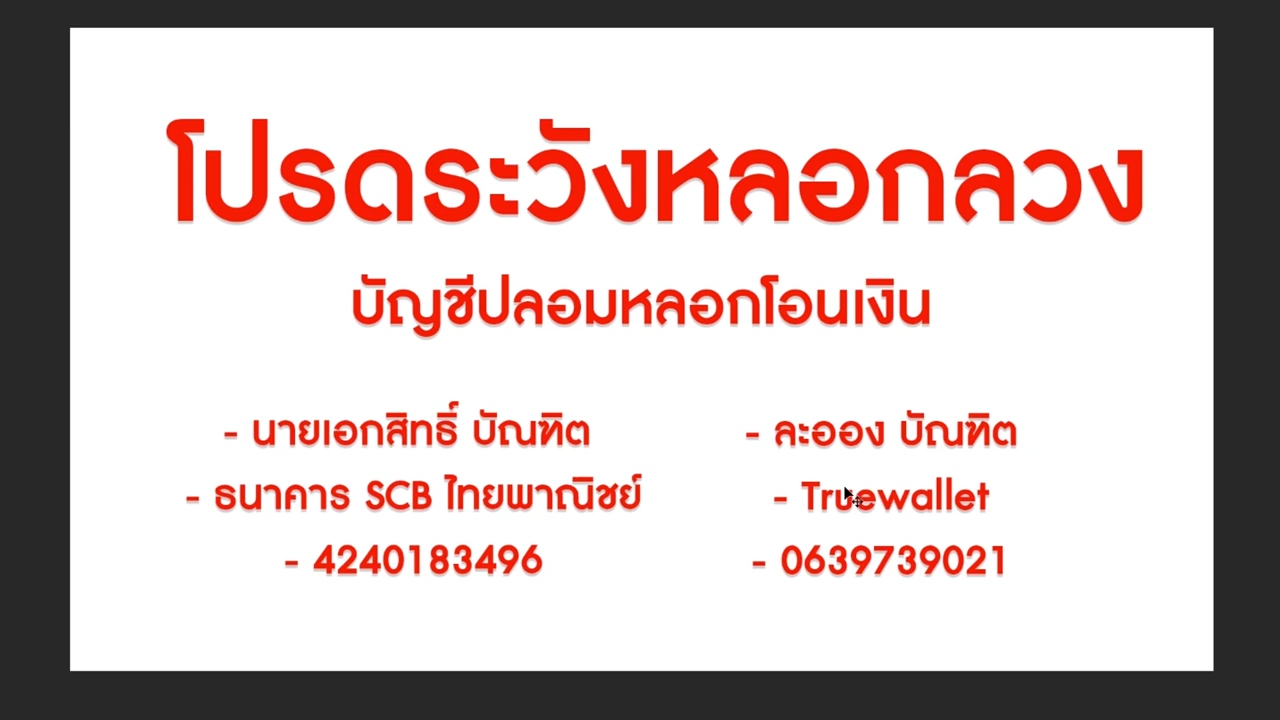 โปรดระวังหลอกลวง
บัญชีปลอมหลอกโอนเงิน
- นายเอกสิทธิ์ บัณฑิต
- ธนาคาร SCB ไทยพาณิชย์
- 4240183496
- ละออง บัณฑิต
- Truewallet
- 0639739021